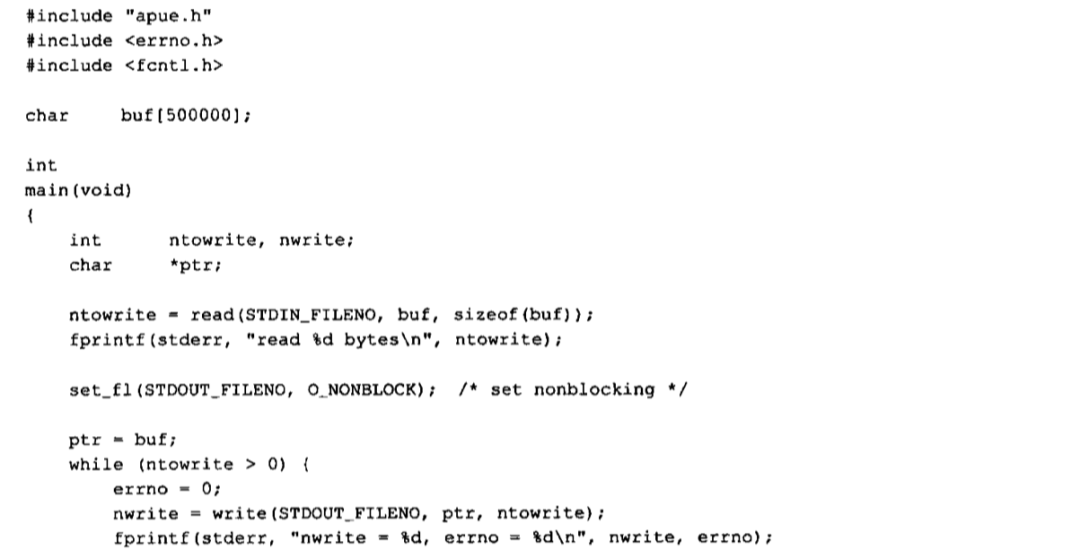 #include "apue.h"
#include <errno.h>
#include <fcntl.h>
char buf[500000];
int
main(void)
{
int ntowrite, nwrite;
char *ptr;
ntowrite = read(STDIN_FILENO, buf, sizeof(buf));
fprintf(stderr, "read %d bytes\n", ntowrite);
set_fl(STDOUT_FILENO, O_NONBLOCK); /* set nonblocking */
ptr = buf;
while (ntowrite > 0) {
errno = 0;
nwrite = write(STDOUT_FILENO, ptr, ntowrite);
fprintf(stderr, "nwrite = %d, errno = %d\n", nwrite, errno);